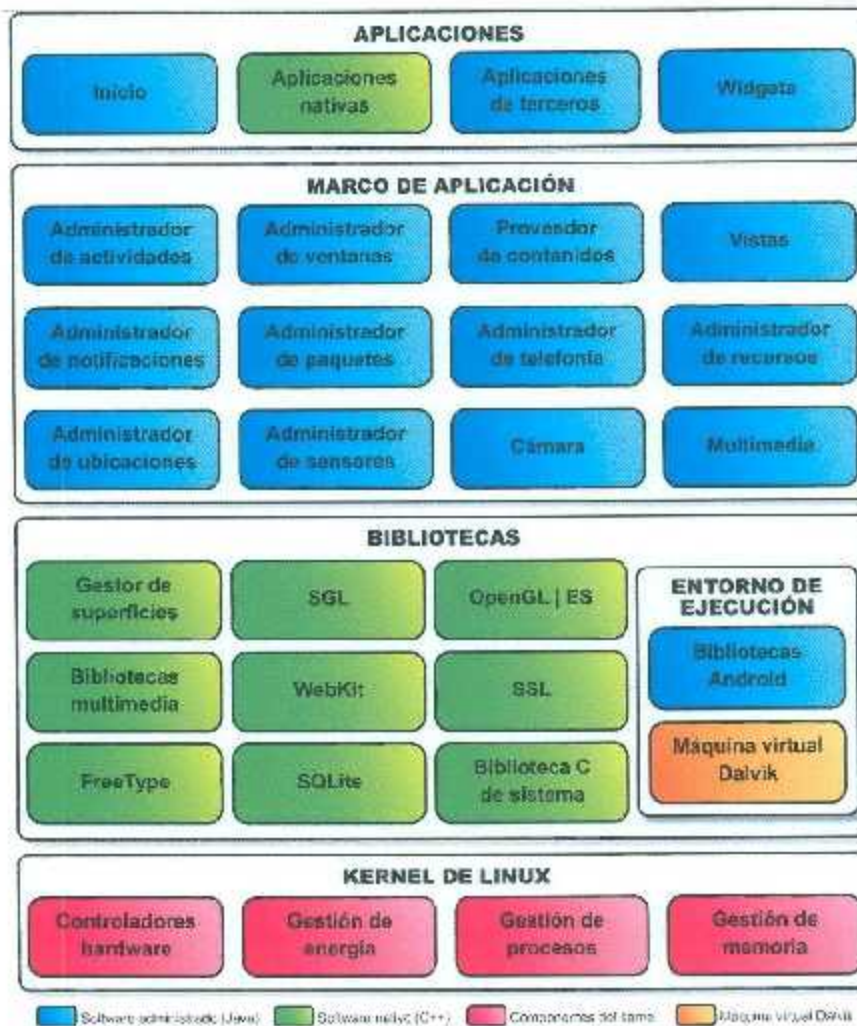 APLICACIONES
Inicio
Aplicaciones
nativas
Aplicaciones
de terceros
Widgets
MARCO DE APLICACIÓN
Administrador
de actividades
Administrador
de ventanas
Proveedor
de contenidos
Vistas
Administrador
de notificaciones
Administrador
de paquetes
Administrador
de telefonía
Administrador
de recursos
Administrador
de ubicaciones
Administrador
de sensores
Cámara
Multimedia
BIBLIOTECAS
Gestor de
superficies
SGL
OpenGL | ES
Bibliotecas
multimedia
WebKit
SSL
FreeType
SQLite
Biblioteca C
de sistema
ENTORNO DE
EJECUCIÓN
Bibliotecas
Android
Máquina virtual
Dalvik
KERNEL DE LINUX
Controladores
hardware
Gestión de
energía
Gestión de
procesos
Gestión de
memoria
Software administrado (Java)
Software nativo (C++)
Componentes del kernel
Máquina virtual Dalvik